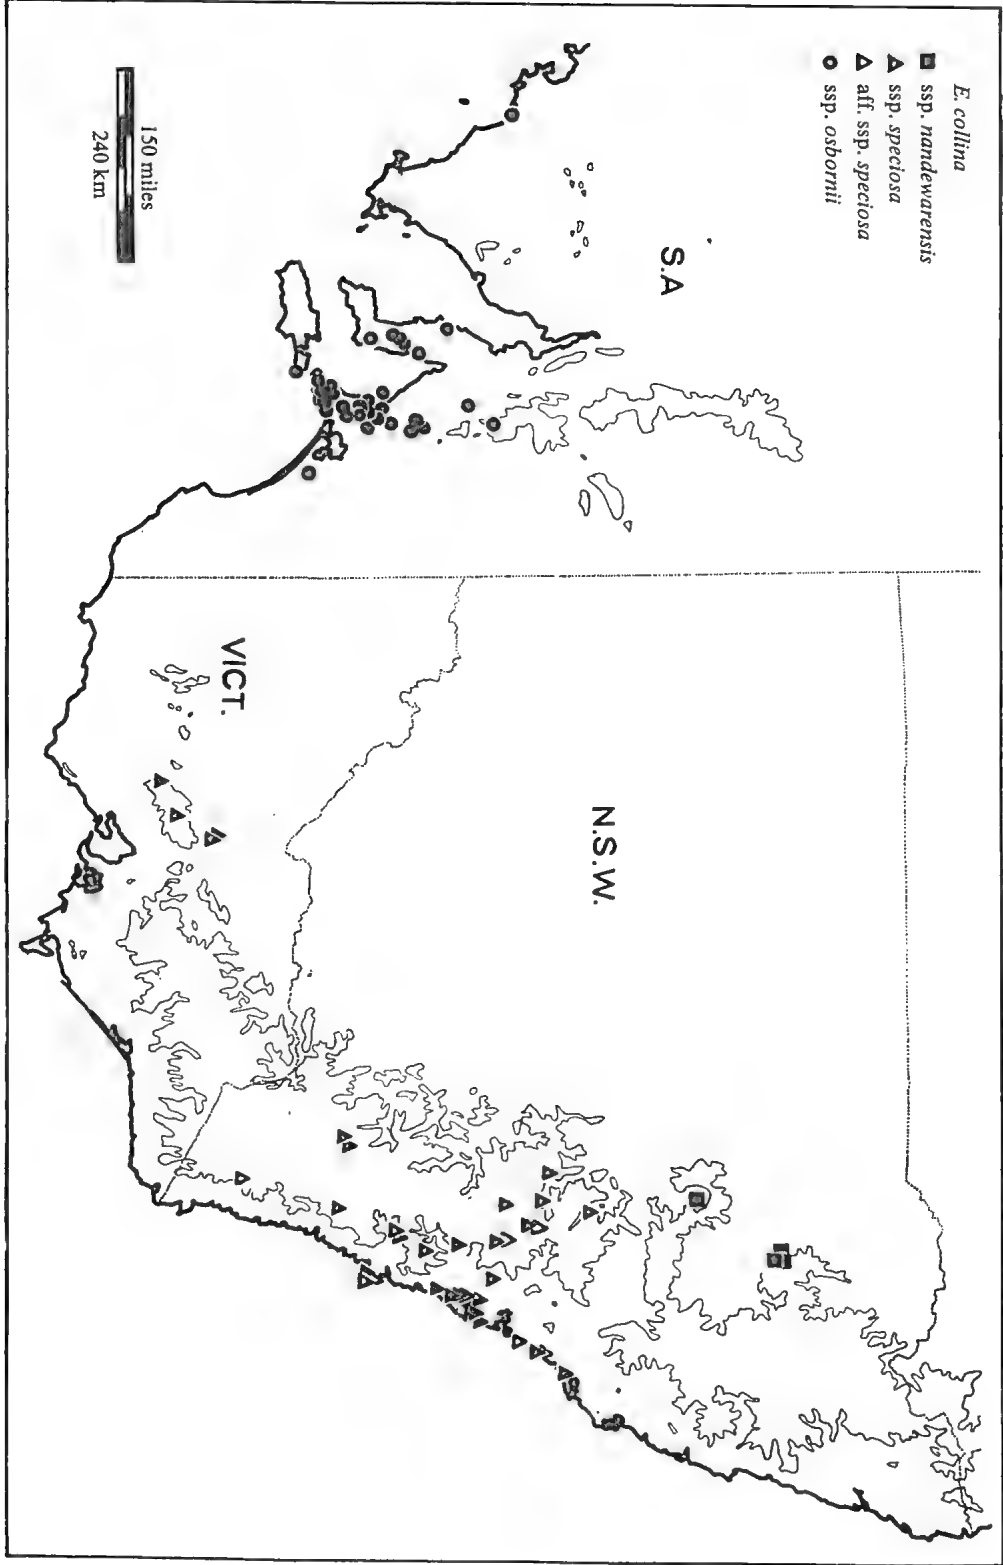 E. collina
ssp. nandewarensis
ssp. speciosa
aff. ssp. speciosa
ssp. osbornii
S.A
N.S.W.
VICT.
150 miles
240 km